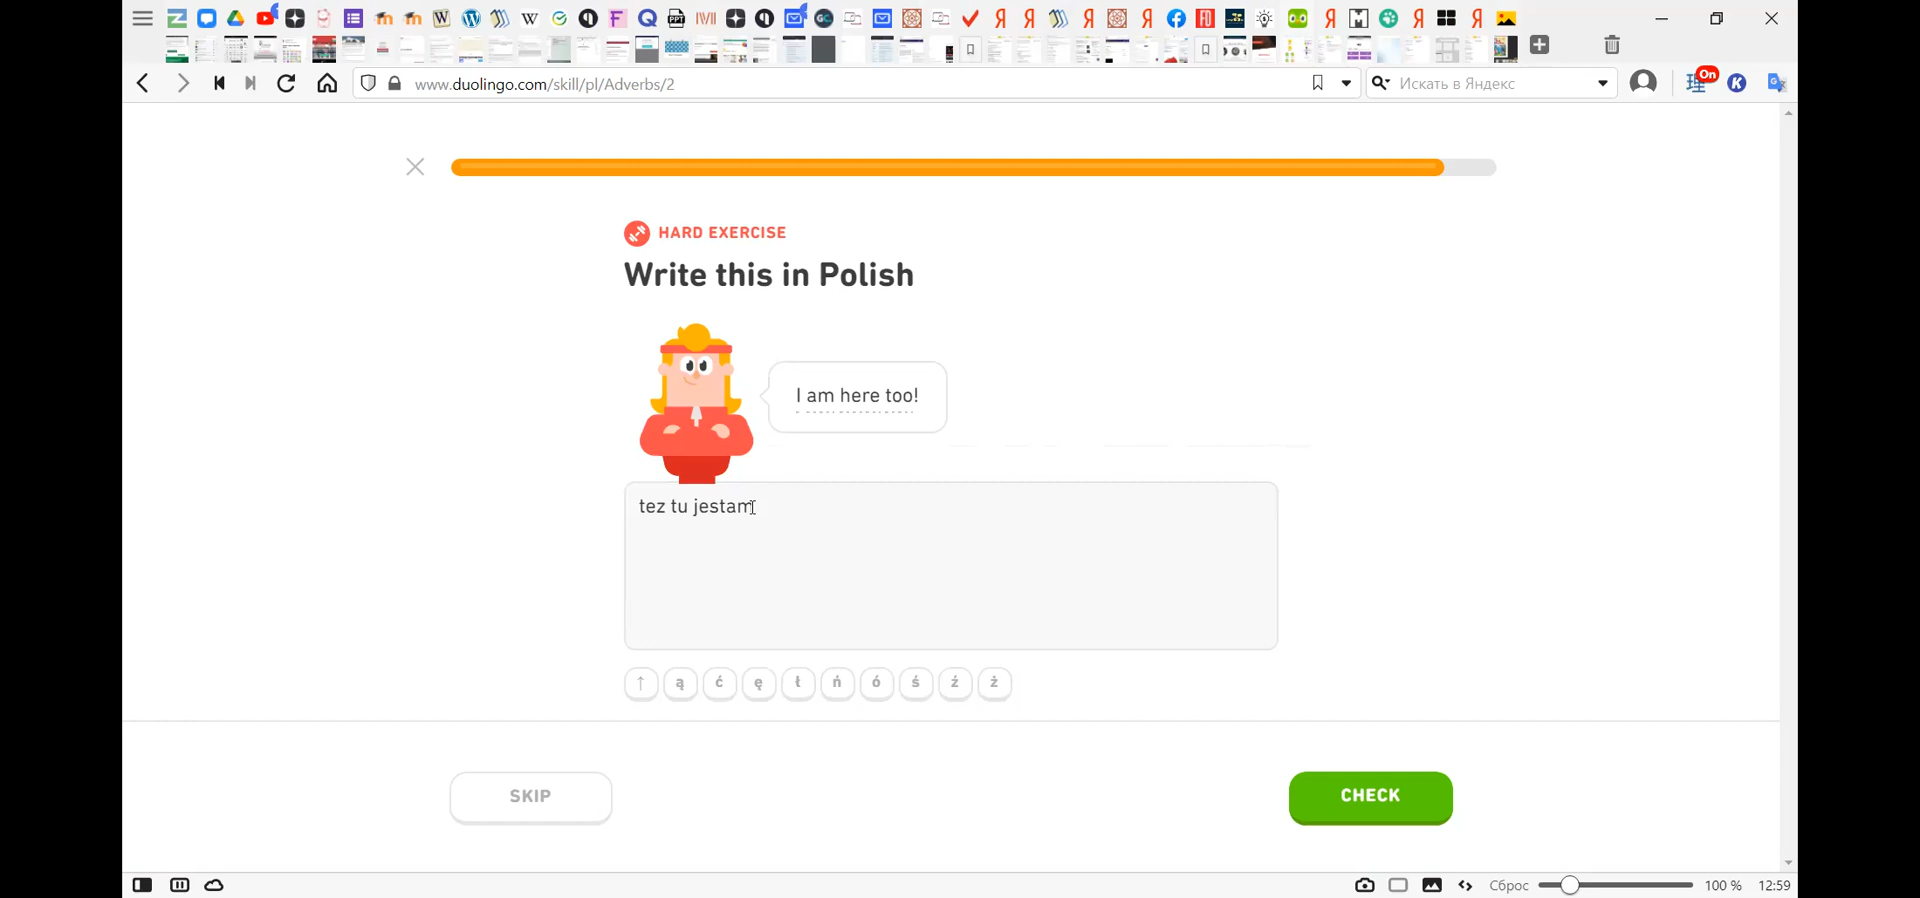 www.duolingo.com/skill/pl/Adverbs/2
Искать в Яндекс
On
HARD EXERCISE
Write this in Polish
I am here too!
tez tu jestam
↑ ą ć ę ł ń ó ś ź ż
SKIP
CHECK
Сброс
100 %
12:59